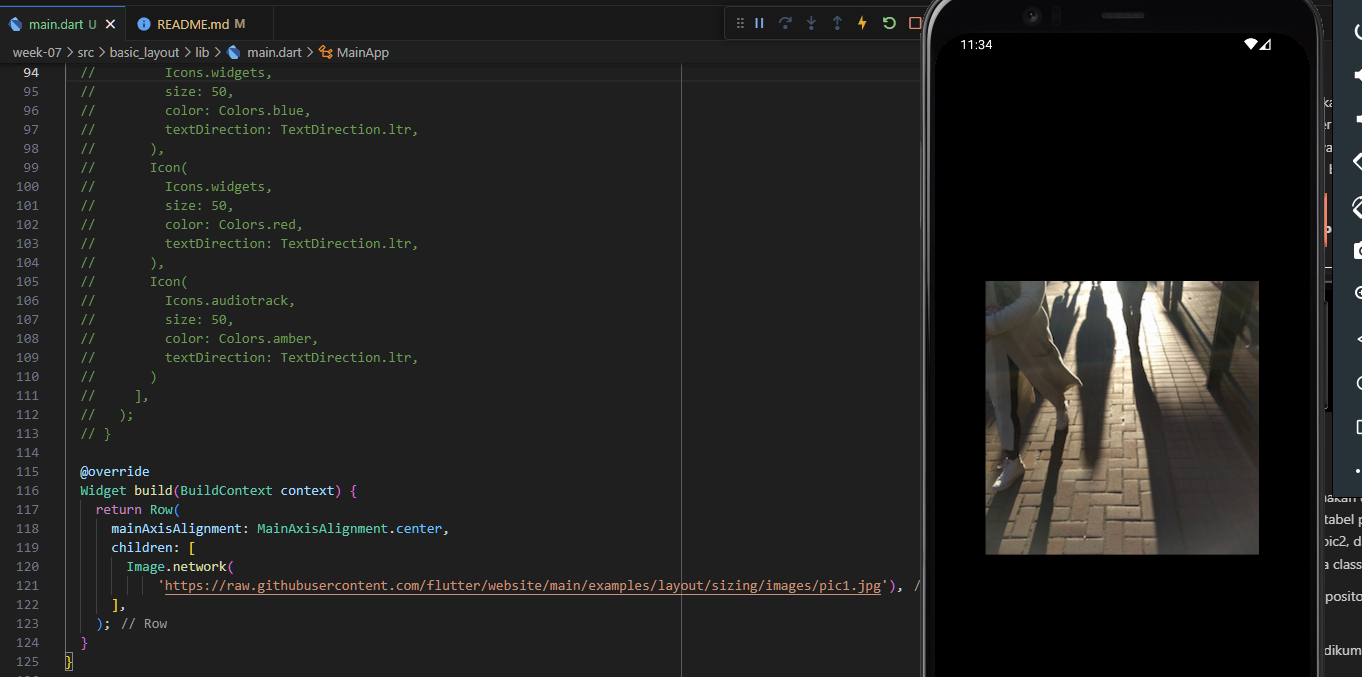 main.dart U
README.md M
week-07 > src > basic_layout > lib > main.dart > MainApp
94 // Icons.widgets,
95 // size: 50,
96 // color: Colors.blue,
97 // textDirection: TextDirection.ltr,
98 // ),
99 // Icon(
100 // Icons.widgets,
101 // size: 50,
102 // color: Colors.red,
103 // textDirection: TextDirection.ltr,
104 // ),
105 // Icon(
106 // Icons.audiotrack,
107 // size: 50,
108 // color: Colors.amber,
109 // textDirection: TextDirection.ltr,
110 // )
111 // ],
112 // );
113 // }
114
115 @override
116 Widget build(BuildContext context) {
117 return Row(
118 mainAxisAlignment: MainAxisAlignment.center,
119 children: [
120 Image.network(
121 'https://raw.githubusercontent.com/flutter/website/main/examples/layout/sizing/images/pic1.jpg'), /
122 ],
123 ); // Row
124 }
125 }
11:34
tabel p
pic2, d
a class
dikum